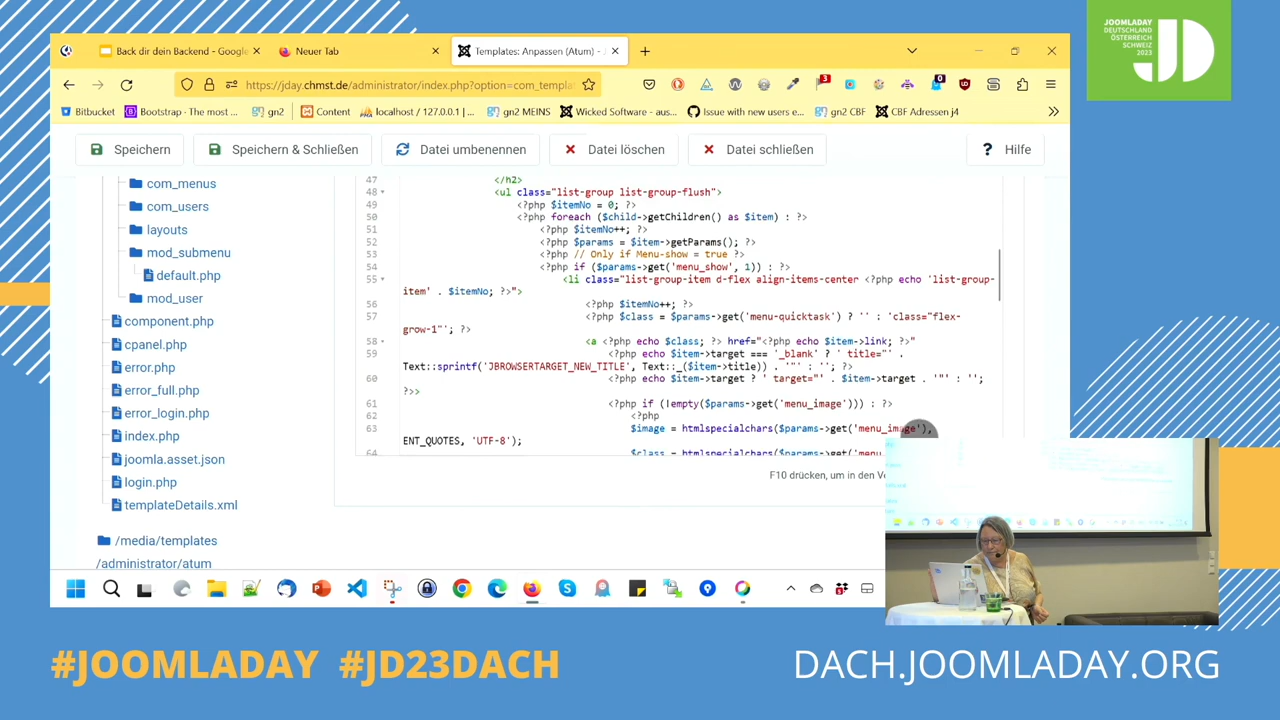 JOOMLADAY
DEUTSCHLAND
ÖSTERREICH
SCHWEIZ
2023
JD
Back dir dein Backend - Google
Neuer Tab
Templates: Anpassen (Atum) - J
https://jday.chmst.de/administrator/index.php?option=com_templa
3
0
Bitbucket
Bootstrap - The most ...
gn2
Content
localhost / 127.0.0.1 | ...
gn2 MEINS
Wicked Software - aus...
Issue with new users e...
gn2 CBF
CBF Adressen j4
Speichern
Speichern & Schließen
Datei umbenennen
Datei löschen
Datei schließen
? Hilfe
com_menus
com_users
layouts
mod_submenu
default.php
mod_user
component.php
cpanel.php
error.php
error_full.php
error_login.php
index.php
joomla.asset.json
login.php
templateDetails.xml
/media/templates
/administrator/atum
47 </h2>
48 <ul class="list-group list-group-flush">
49 <?php $itemNo = 0; ?>
50 <?php foreach ($child->getChildren() as $item) : ?>
51 <?php $itemNo++; ?>
52 <?php $params = $item->getParams(); ?>
53 <?php // Only if Menu-show = true ?>
54 <?php if ($params->get('menu_show', 1)) : ?>
55 <li class="list-group-item d-flex align-items-center <?php echo 'list-group-
item' . $itemNo; ?>">
56 <?php $itemNo++; ?>
57 <?php $class = $params->get('menu-quicktask') ? '' : 'class="flex-
grow-1"'; ?>
58 <a <?php echo $class; ?> href="<?php echo $item->link; ?>"
59 <?php echo $item->target === '_blank' ? ' title="' .
Text::sprintf('JBROWSERTARGET_NEW_TITLE', Text::_($item->title)) . '"' : ''; ?>
60 <?php echo $item->target ? ' target="' . $item->target . '"' : '';
?>>
61 <?php if (!empty($params->get('menu_image'))) : ?>
62 <?php
63 $image = htmlspecialchars($params->get('menu_image'),
ENT_QUOTES, 'UTF-8');
64 $class = htmlspecialchars($params->get('menu
F10 drücken, um in den Vo
#JOOMLADAY #JD23DACH
DACH.JOOMLADAY.ORG